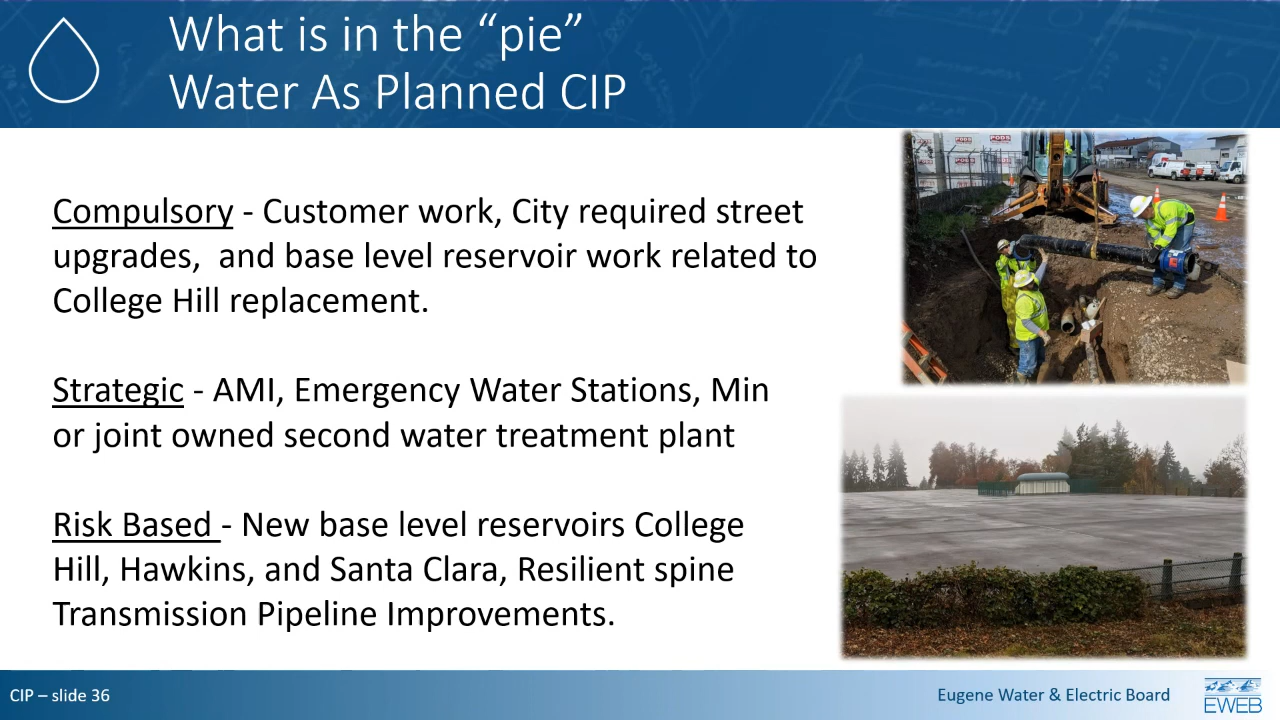 What is in the “pie”
Water As Planned CIP
Compulsory - Customer work, City required street
upgrades,  and base level reservoir work related to
College Hill replacement.
Strategic - AMI, Emergency Water Stations, Min
or joint owned second water treatment plant
Risk Based - New base level reservoirs College
Hill, Hawkins, and Santa Clara, Resilient spine
Transmission Pipeline Improvements.
PODS
PODS
PODS
CIP – slide 36
Eugene Water & Electric Board
EWEB